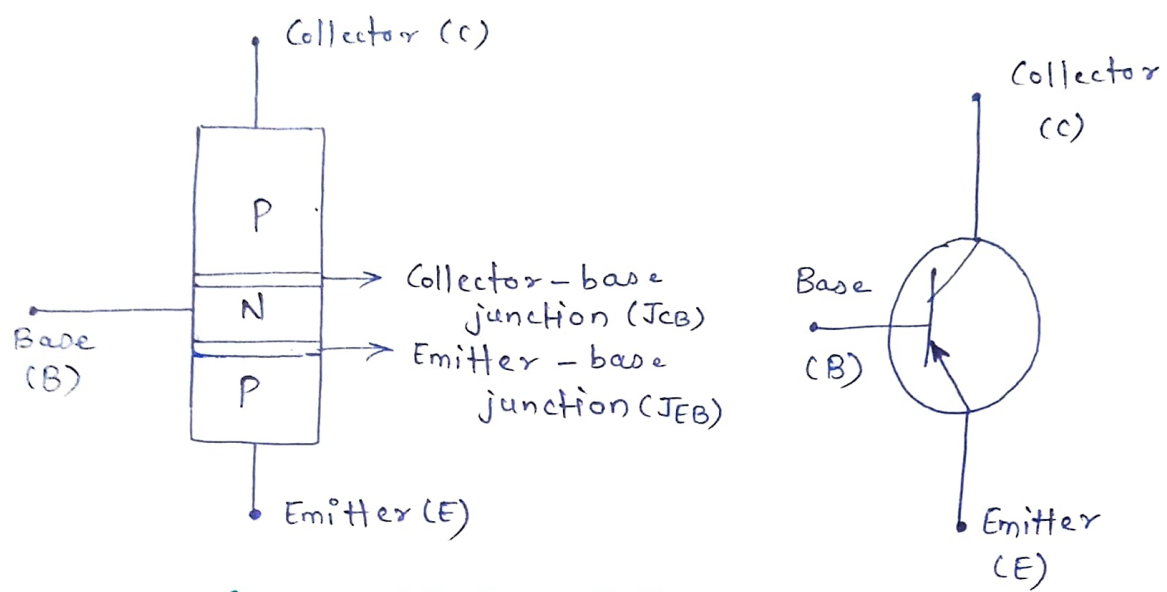 Collector (C)
P
Collector-base
junction (JCB)
N
Base
(B)
Emitter-base
junction (JEB)
P
Emitter (E)
Collector
(C)
Base
(B)
Emitter
(E)